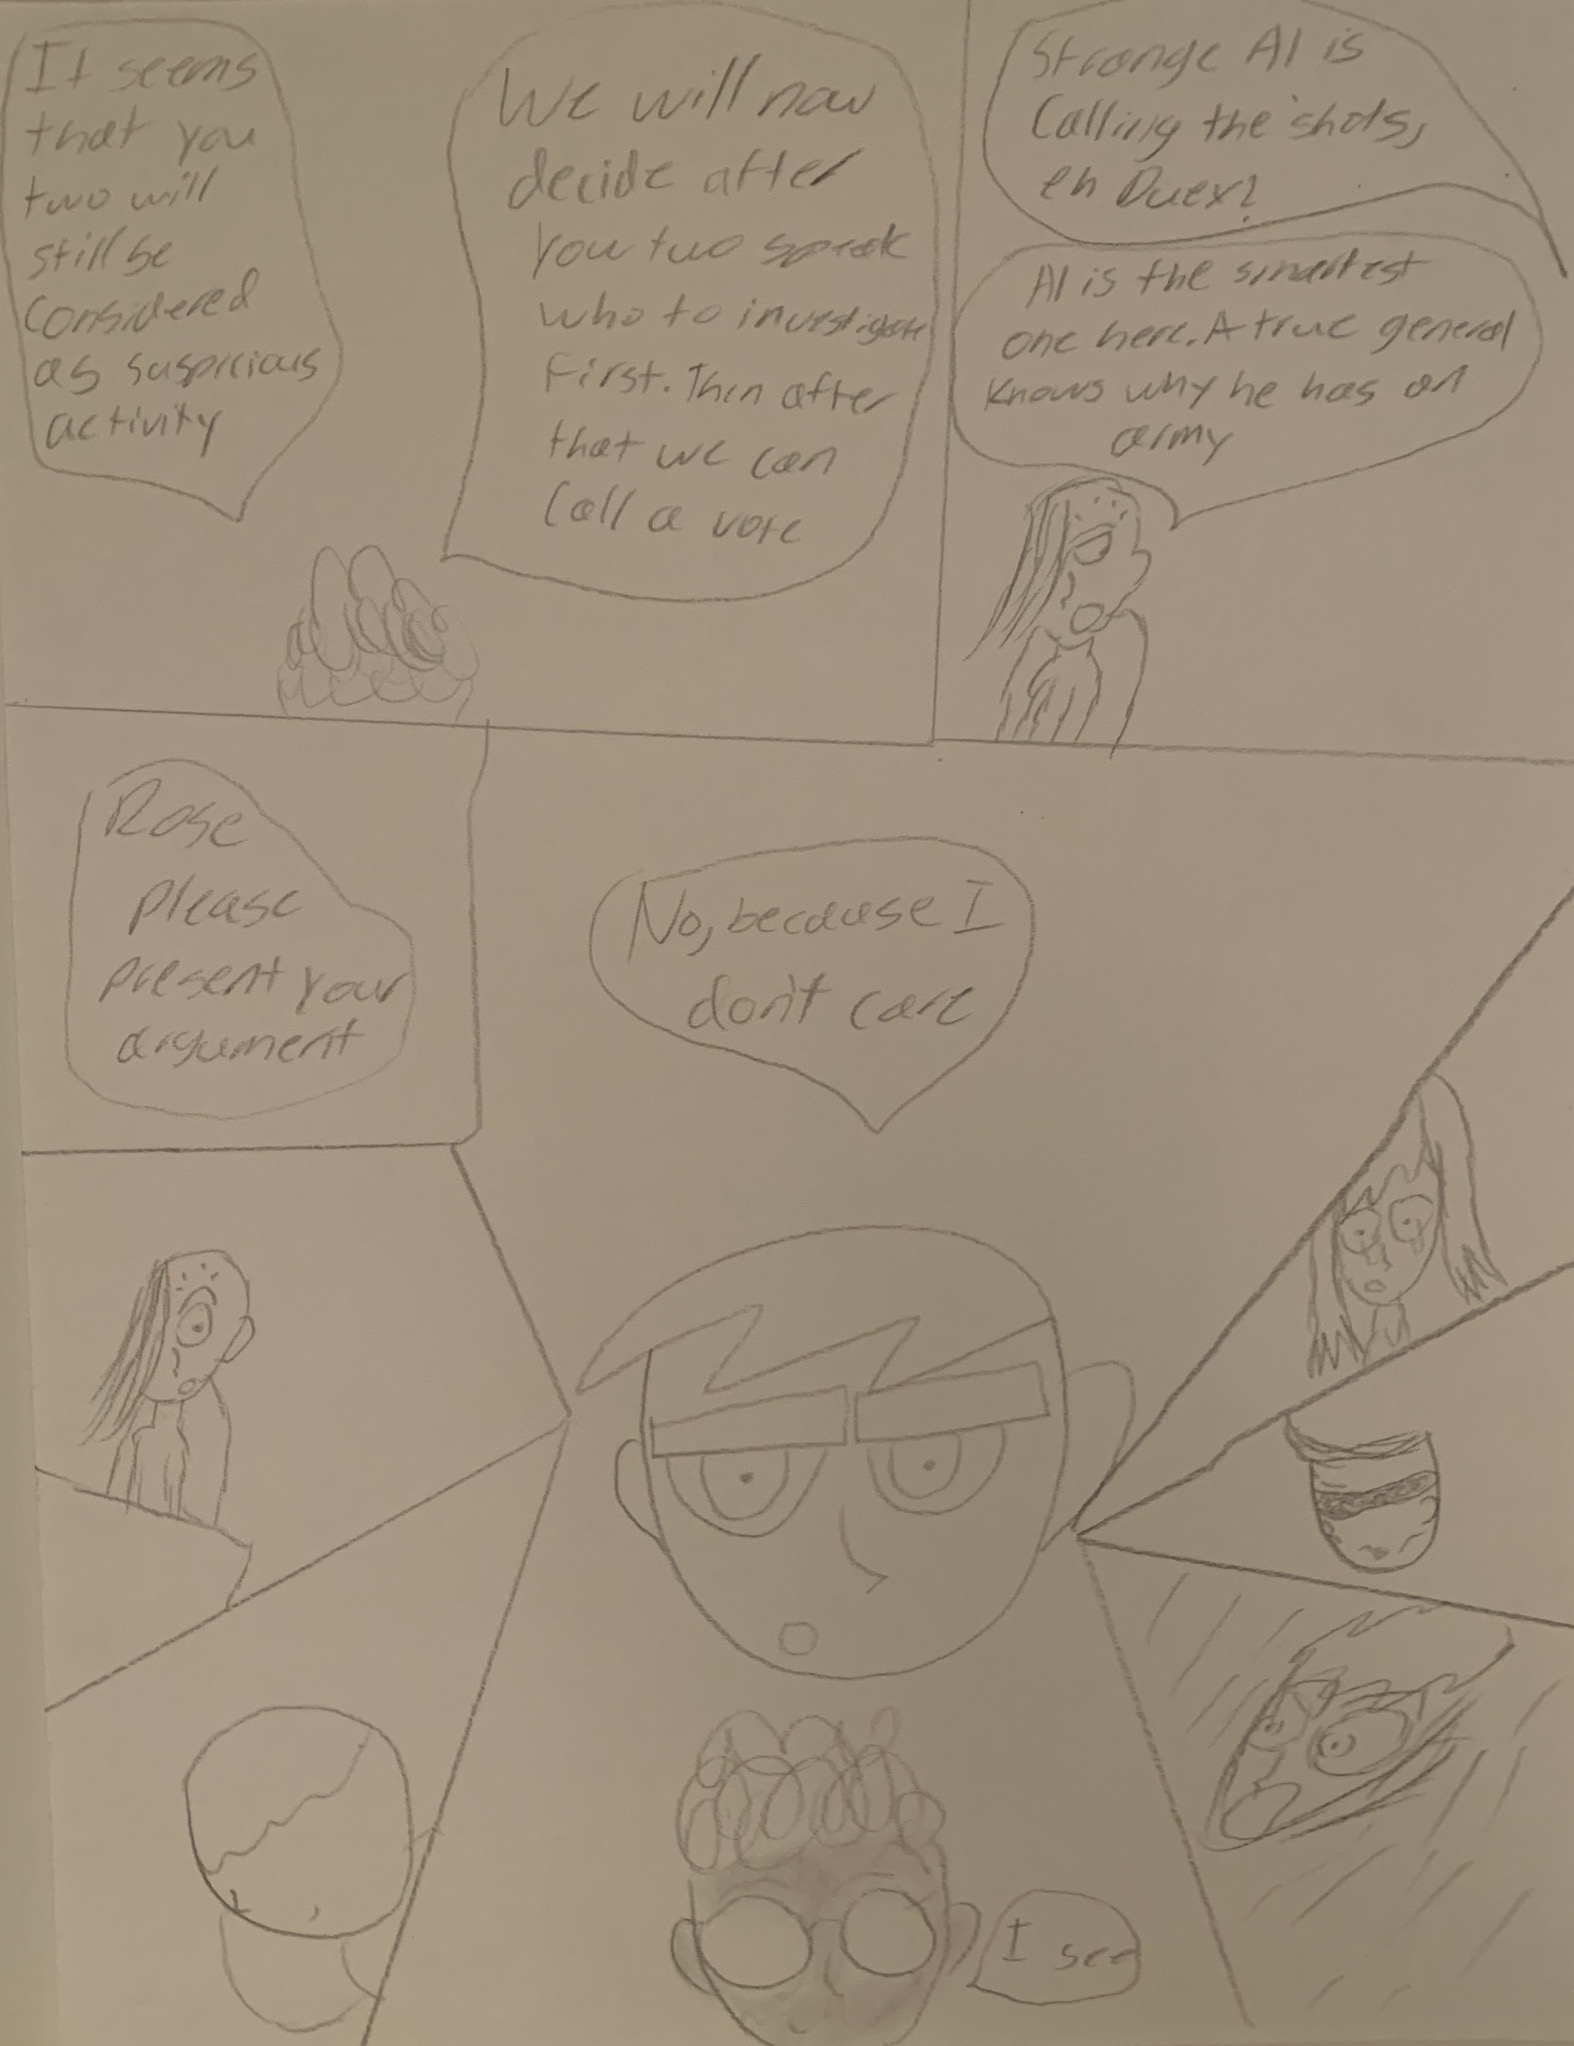 It seems
that you
two will
still be
considered
as suspicious
activity
We will now
decide after
you two speak
who to investigate
first. Then after
that we can
call a vote
Strange Al is
calling the shots,
eh Duex?
Al is the smartest
one here. A true general
knows why he has an
army
Rose
please
present your
argument
No, because I
don't care
I see